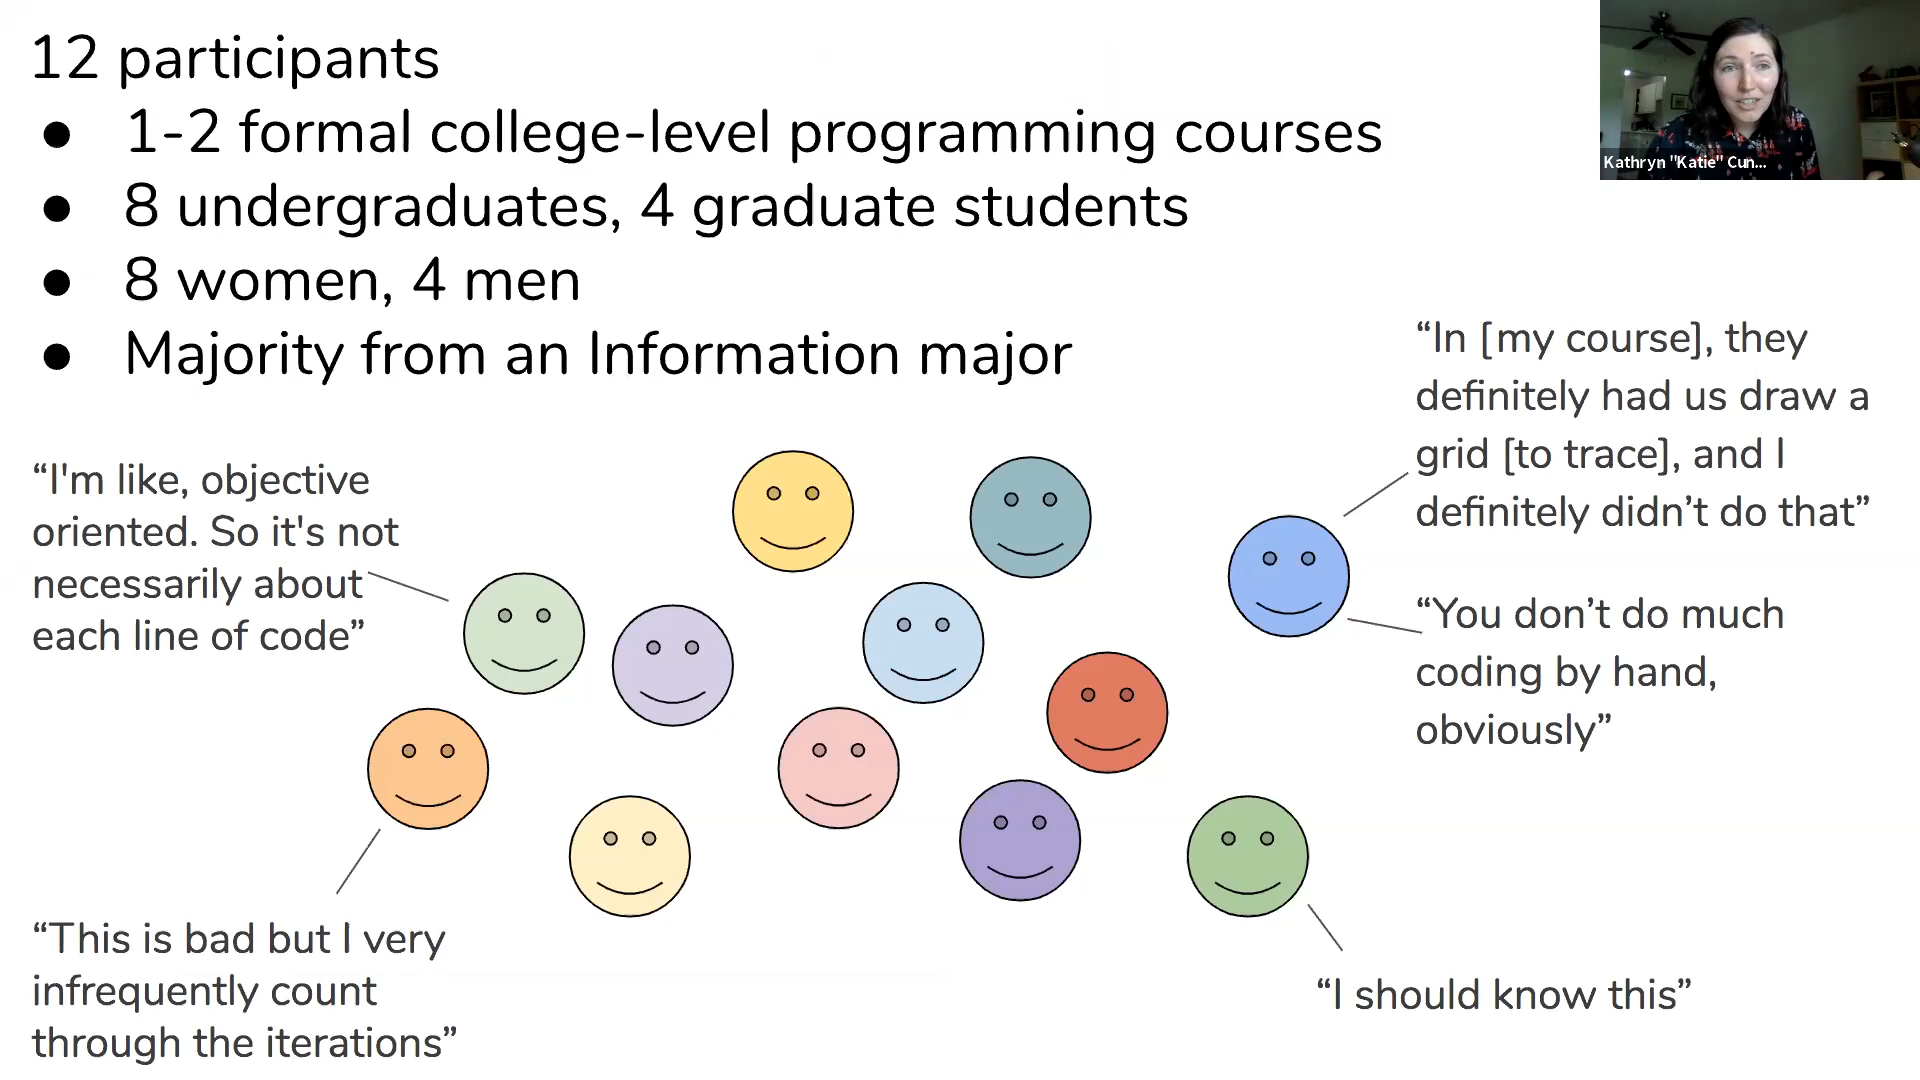 12 participants
● 1-2 formal college-level programming courses
● 8 undergraduates, 4 graduate students
● 8 women, 4 men
● Majority from an Information major
Kathryn "Katie" Cun...
“In [my course], they
definitely had us draw a
grid [to trace], and I
definitely didn’t do that”
“I'm like, objective
oriented. So it's not
necessarily about
each line of code”
“You don’t do much
coding by hand,
obviously”
“This is bad but I very
infrequently count
through the iterations”
“I should know this”